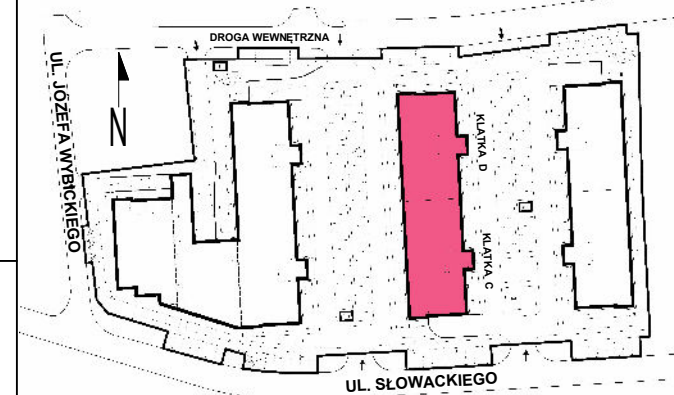 DROGA WEWNĘTRZNA
UL. JÓZEFA WYBICKIEGO
N
KLATKA D
KLATKA C
UL. SŁOWACKIEGO